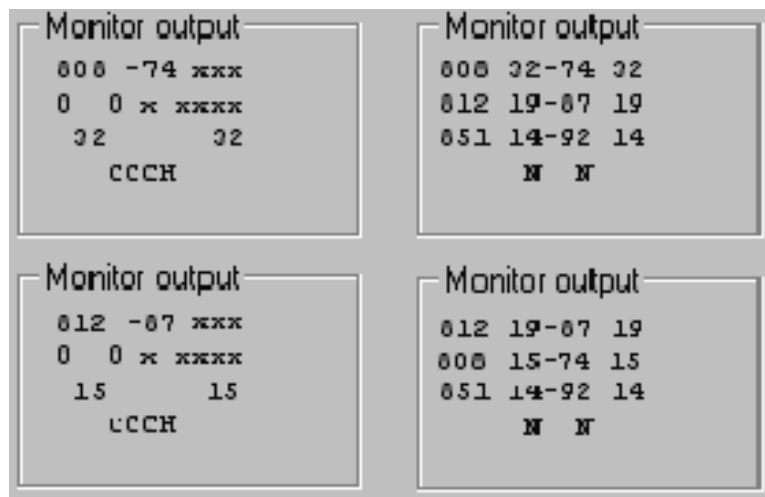 Monitor output
808 -74 xxx
0 0 x xxxx
32 32
CCCH
Monitor output
808 32-74 32
812 19-87 19
851 14-92 14
N N
Monitor output
812 -87 xxx
0 0 x xxxx
15 15
CCCH
Monitor output
812 19-87 19
808 15-74 15
851 14-92 14
N N